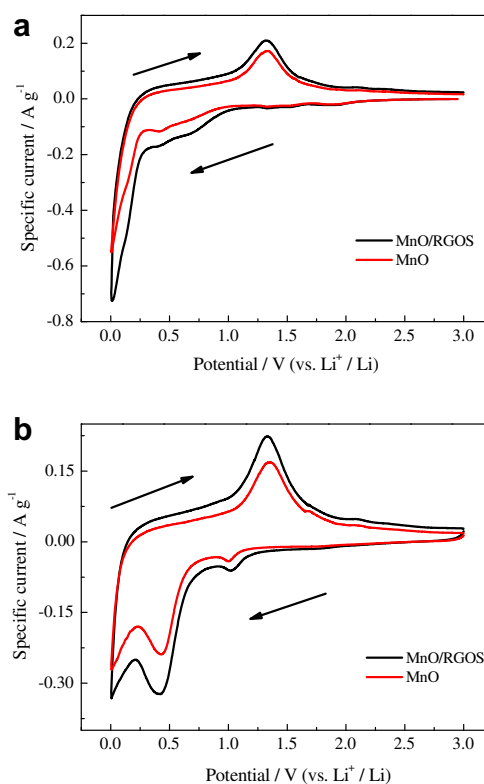 a
0.2
0.0
-0.2
-0.4
-0.6
-0.8
Specific current / A g⁻¹
MnO/RGOS
MnO
0.0 0.5 1.0 1.5 2.0 2.5 3.0
Potential / V (vs. Li⁺ / Li)
b
0.15
0.00
-0.15
-0.30
Specific current / A g⁻¹
MnO/RGOS
MnO
0.0 0.5 1.0 1.5 2.0 2.5 3.0
Potential / V (vs. Li⁺ / Li)